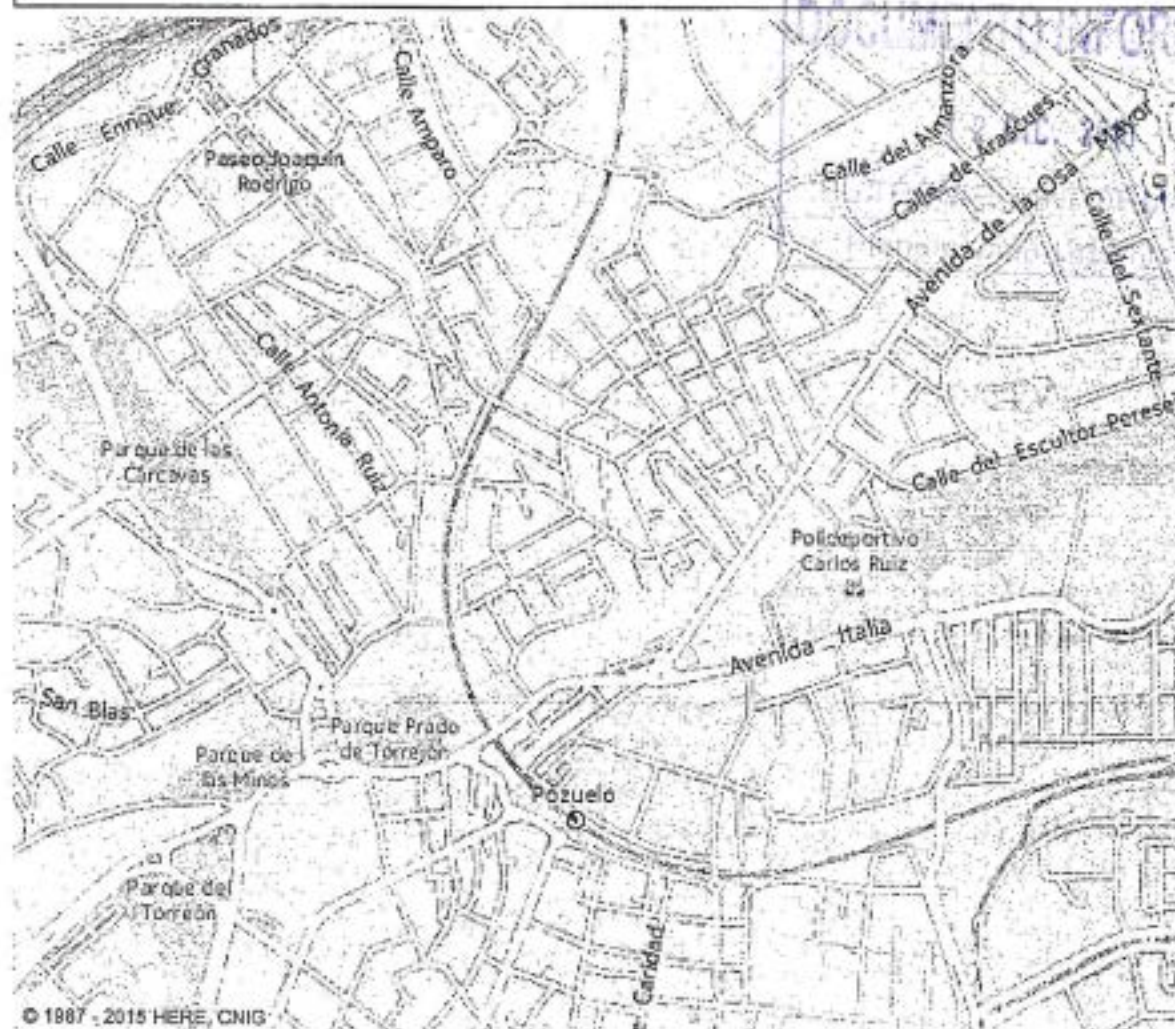 Calle Enrique Granados
Calle Amparo
Paseo Joaquín
Rodrigo
Calle del Almanzora
Calle de Arascues
Avenida de la Osa Mayor
Calle del Sextante
Calle Antonia Ruiz
Parque de las
Cárcavas
Calle del Escultor Peresejo
Polideportivo
Carlos Ruiz
Avenida Italia
San Blas
Parque Prado
de Torrejón
Parque de
las Minas
Pozuelo
Parque del
Torreón
Caridad
© 1987 - 2015 HERE, CNIG